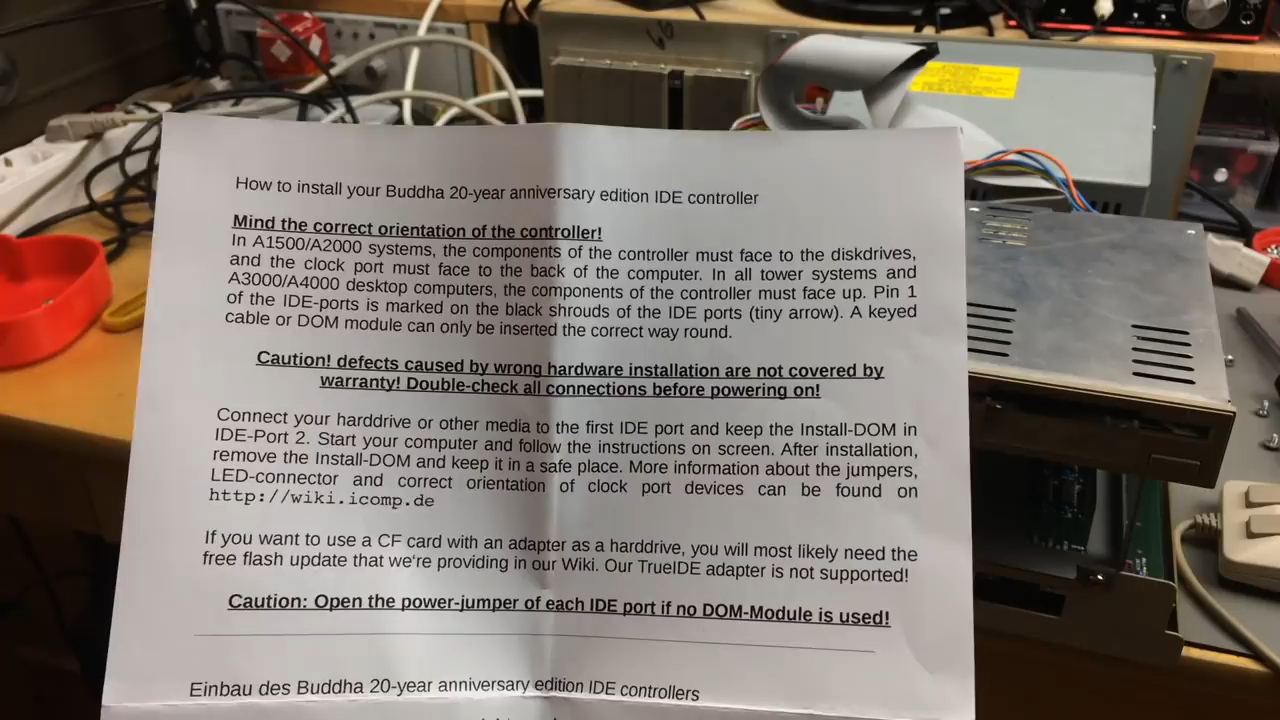 How to install your Buddha 20-year anniversary edition IDE controller
Mind the correct orientation of the controller!
In A1500/A2000 systems, the components of the controller must face to the diskdrives,
and the clock port must face to the back of the computer. In all tower systems and
A3000/A4000 desktop computers, the components of the controller must face up. Pin 1
of the IDE-ports is marked on the black shrouds of the IDE ports (tiny arrow). A keyed
cable or DOM module can only be inserted the correct way round.
Caution! defects caused by wrong hardware installation are not covered by
warranty! Double-check all connections before powering on!
Connect your harddrive or other media to the first IDE port and keep the Install-DOM in
IDE-Port 2. Start your computer and follow the instructions on screen. After installation,
remove the Install-DOM and keep it in a safe place. More information about the jumpers,
LED-connector and correct orientation of clock port devices can be found on
http://wiki.icomp.de
If you want to use a CF card with an adapter as a harddrive, you will most likely need the
free flash update that we're providing in our Wiki. Our TrueIDE adapter is not supported!
Caution: Open the power-jumper of each IDE port if no DOM-Module is used!
Einbau des Buddha 20-year anniversary edition IDE controllers